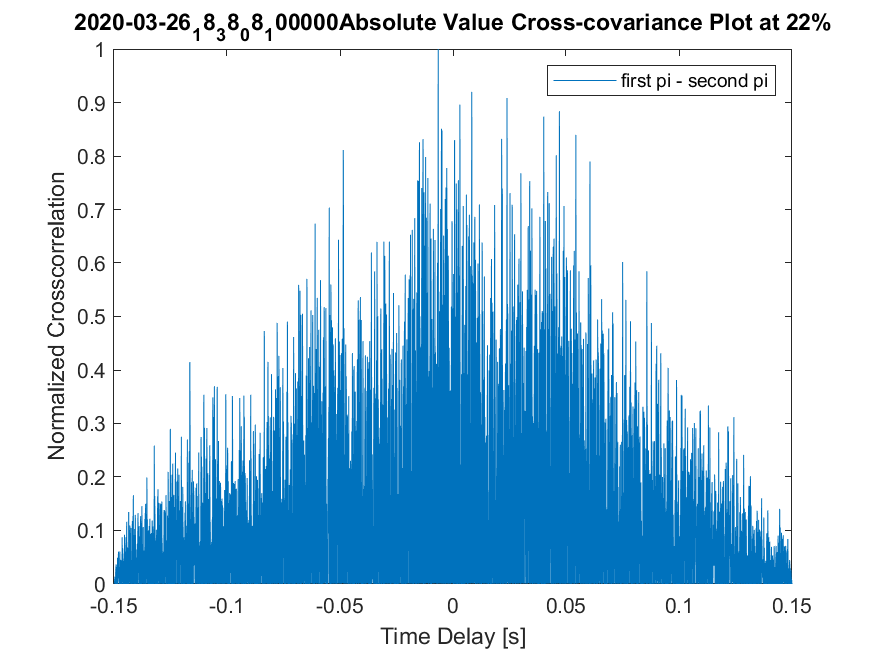 2020-03-26₁8₃8₀8₁00000Absolute Value Cross-covariance Plot at 22%
first pi - second pi
Normalized Crosscorrelation
1
0.9
0.8
0.7
0.6
0.5
0.4
0.3
0.2
0.1
0
-0.15 -0.1 -0.05 0 0.05 0.1 0.15
Time Delay [s]